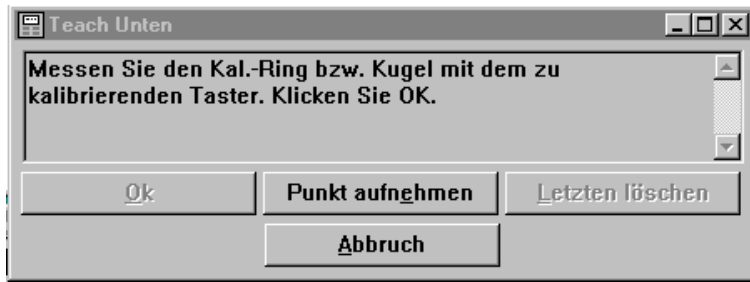 Teach Unten
Messen Sie den Kal.-Ring bzw. Kugel mit dem zu
kalibrierenden Taster. Klicken Sie OK.
Ok Punkt aufnehmen Letzten löschen
Abbruch